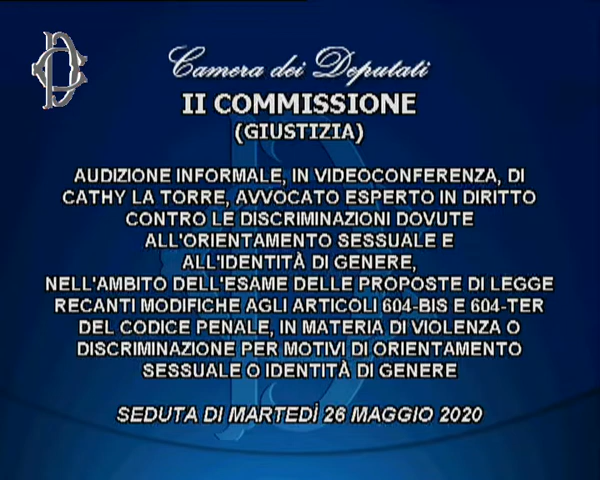 Camera dei Deputati
II COMMISSIONE
(GIUSTIZIA)
AUDIZIONE INFORMALE, IN VIDEOCONFERENZA, DI
CATHY LA TORRE, AVVOCATO ESPERTO IN DIRITTO
CONTRO LE DISCRIMINAZIONI DOVUTE
ALL'ORIENTAMENTO SESSUALE E
ALL'IDENTITÀ DI GENERE,
NELL'AMBITO DELL'ESAME DELLE PROPOSTE DI LEGGE
RECANTI MODIFICHE AGLI ARTICOLI 604-BIS E 604-TER
DEL CODICE PENALE, IN MATERIA DI VIOLENZA O
DISCRIMINAZIONE PER MOTIVI DI ORIENTAMENTO
SESSUALE O IDENTITÀ DI GENERE
SEDUTA DI MARTEDÌ 26 MAGGIO 2020